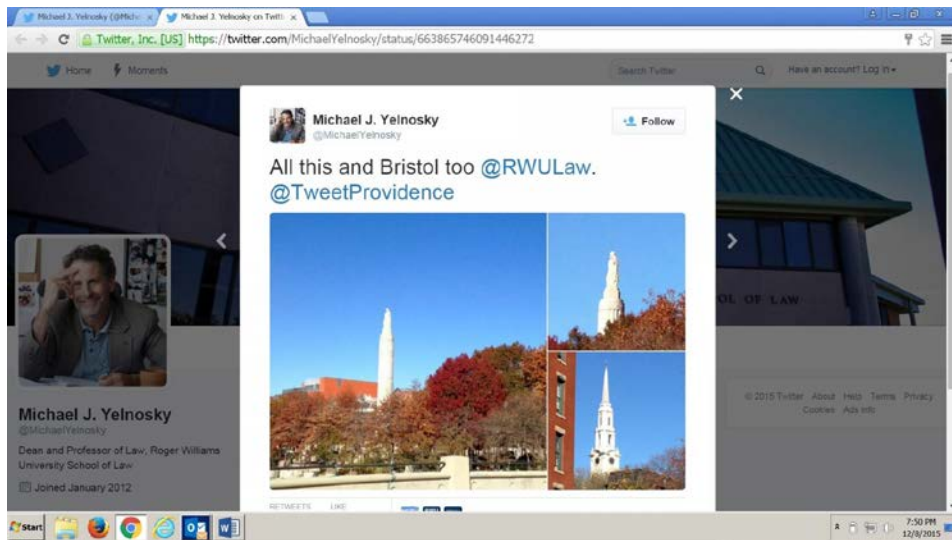 Michael J. Yelnosky (@Micha
Michael J. Yelnosky on Twitt
Twitter, Inc. [US] https://twitter.com/MichaelYelnosky/status/663865746091446272
Home Moments Search Twitter Have an account? Log in
Michael J. Yelnosky
@MichaelYelnosky
Follow
All this and Bristol too @RWULaw.
@TweetProvidence
OL OF LAW
Michael J. Yelnosky
@MichaelYelnosky
Dean and Professor of Law, Roger Williams
University School of Law
Joined January 2012
© 2015 Twitter About Help Terms Privacy
Cookies Ads info
RETWEETS LIKE
Start
7:50 PM
12/8/2015